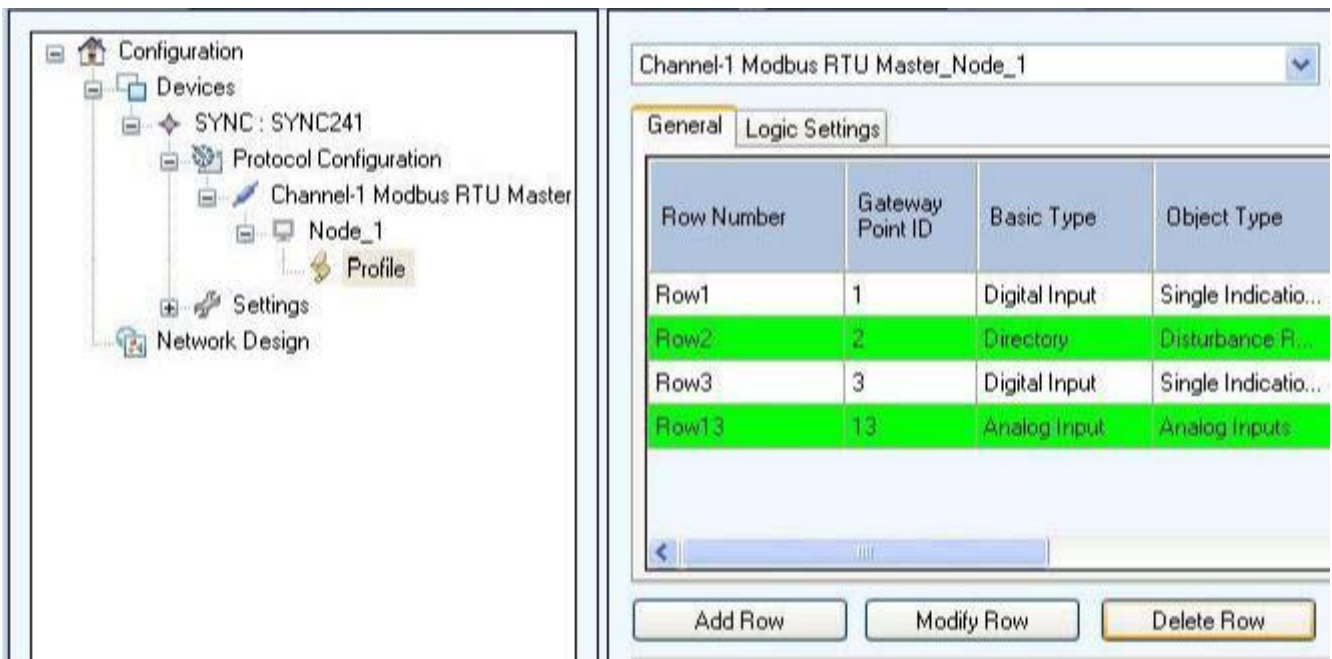 Configuration
Devices
SYNC : SYNC241
Protocol Configuration
Channel-1 Modbus RTU Master
Node_1
Profile
Settings
Network Design
Channel-1 Modbus RTU Master_Node_1
General Logic Settings
Row Number Gateway Point ID Basic Type Object Type
Row1 1 Digital Input Single Indicatio...
Row2 2 Directory Disturbance R...
Row3 3 Digital Input Single Indicatio...
Row13 13 Analog Input Analog Inputs
Add Row Modify Row Delete Row